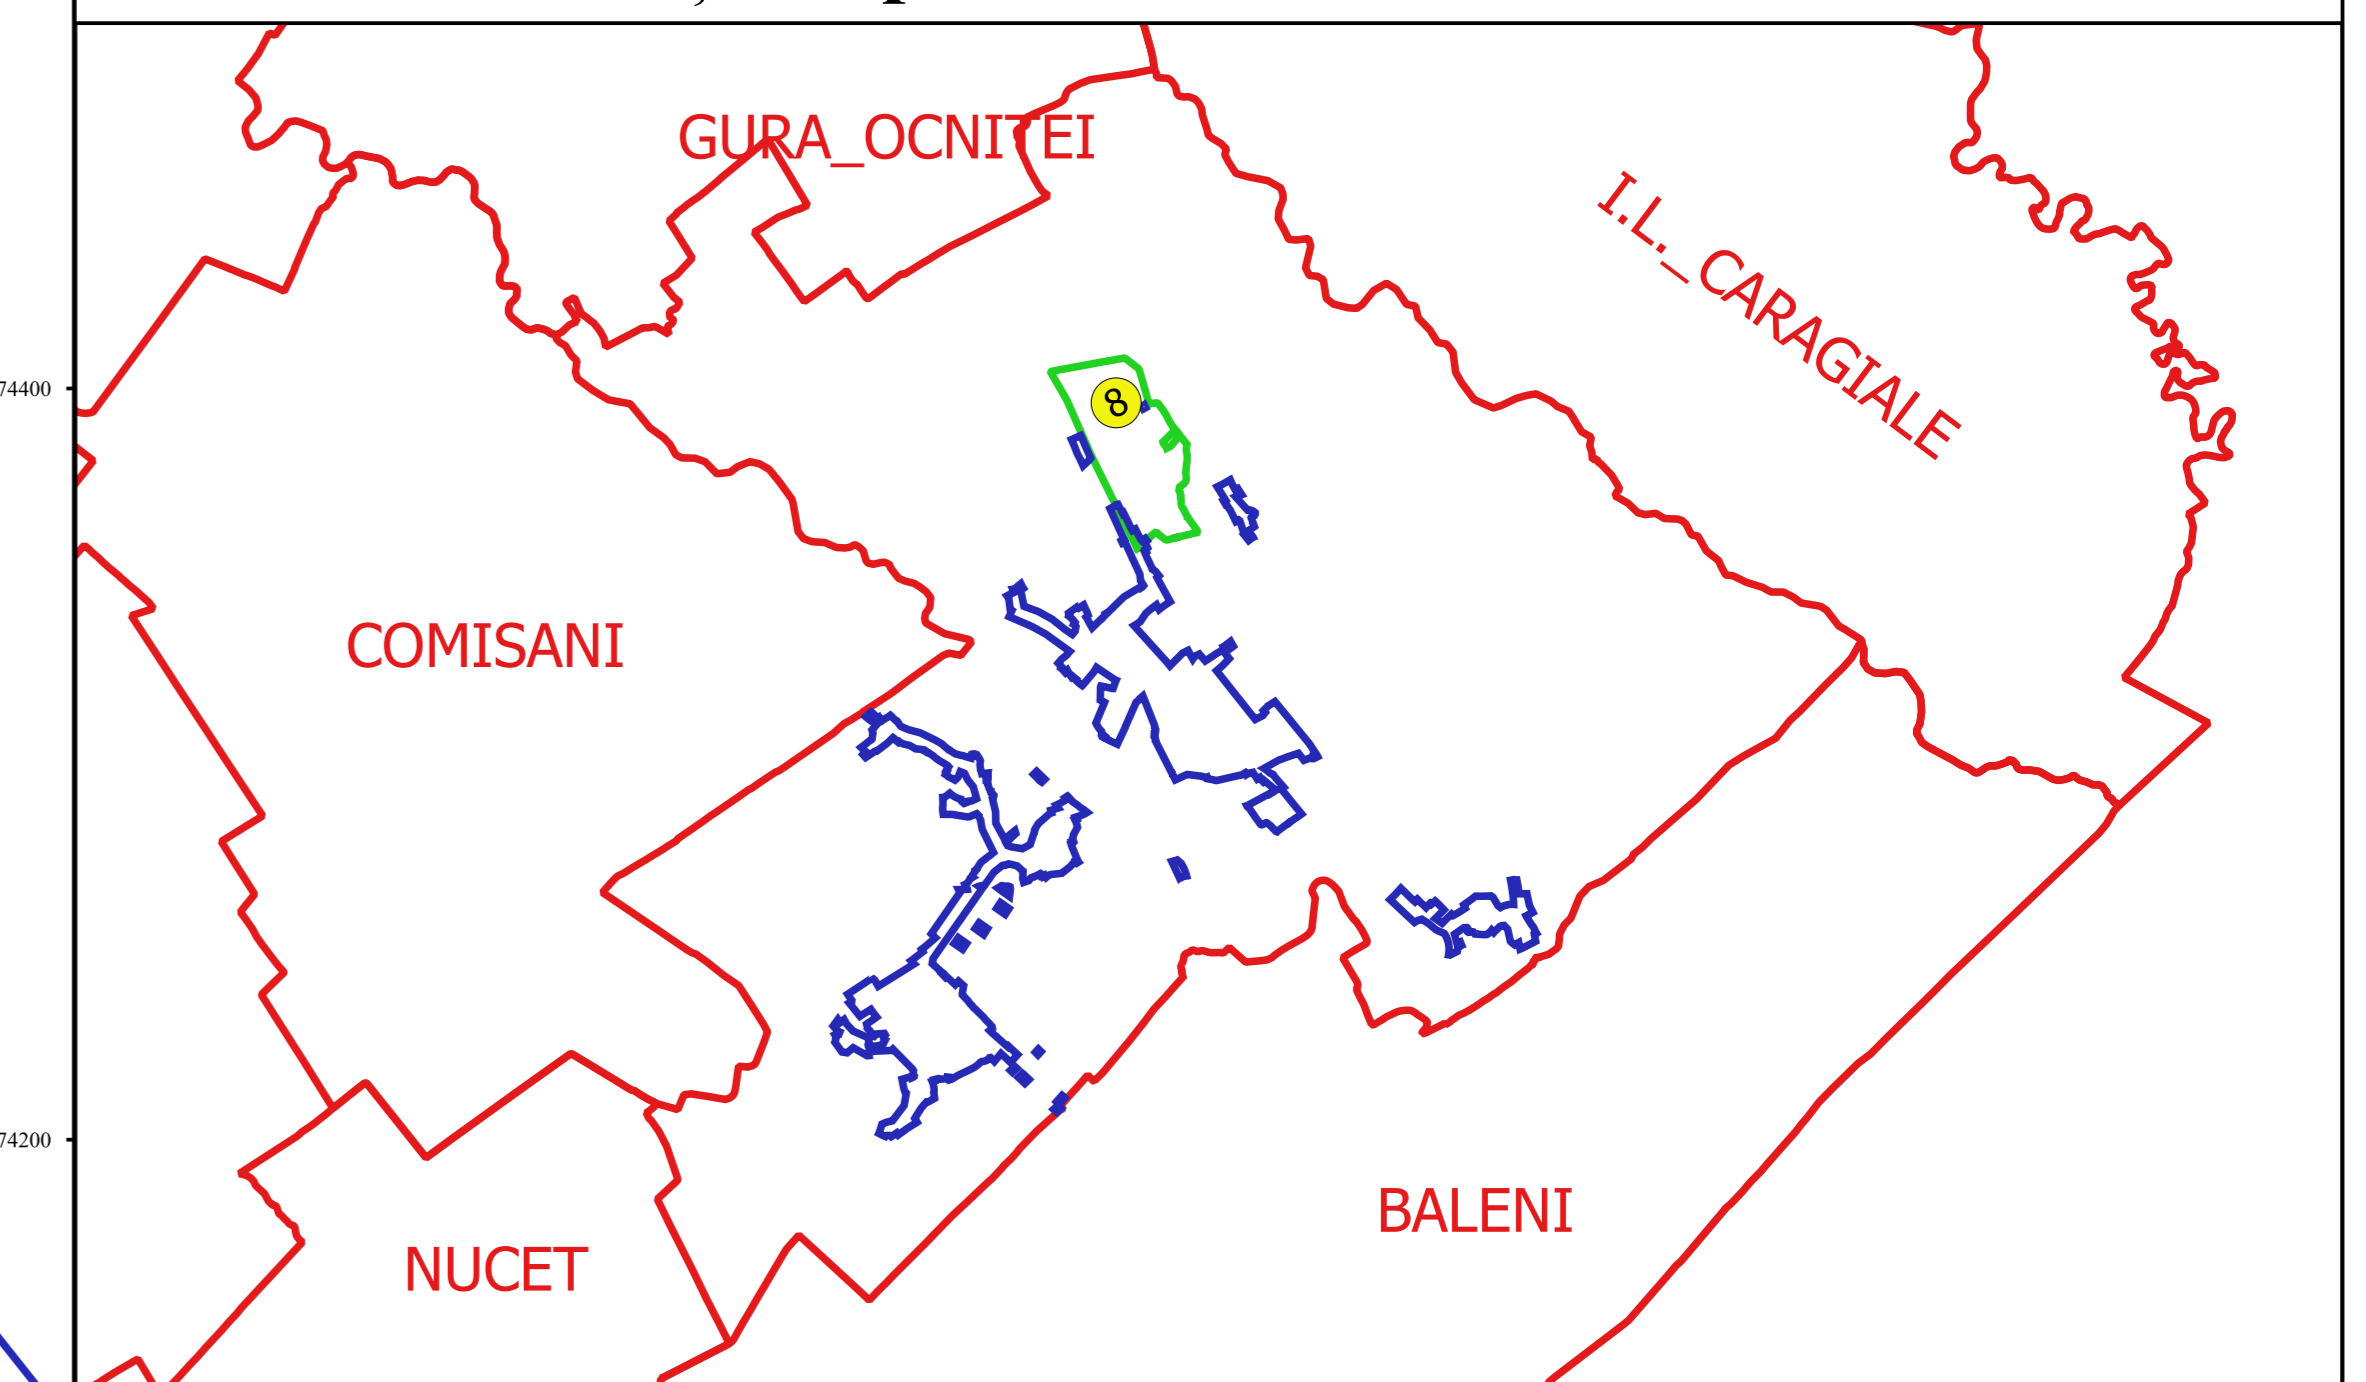 GURA_OCNITEI
I.L._CARAGIALE
74400
8
COMISANI
74200
BALENI
NUCET